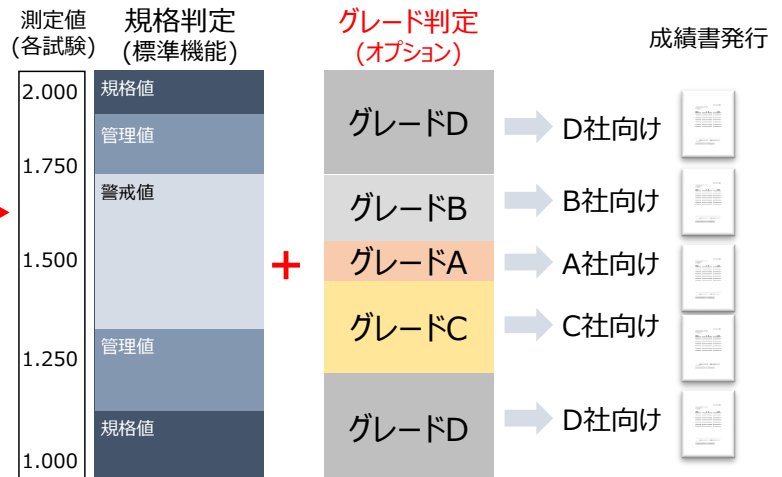 測定値
(各試験)
規格判定
(標準機能)
グレード判定
(オプション)
成績書発行
2.000
規格値
管理値
グレードD
D社向け
1.750
警戒値
グレードB
B社向け
1.500
+
グレードA
A社向け
グレードC
C社向け
1.250
管理値
規格値
グレードD
D社向け
1.000